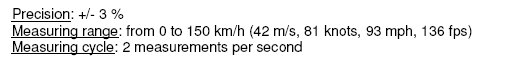 Precision: +/- 3 %
Measuring range: from 0 to 150 km/h (42 m/s, 81 knots, 93 mph, 136 fps)
Measuring cycle: 2 measurements per second